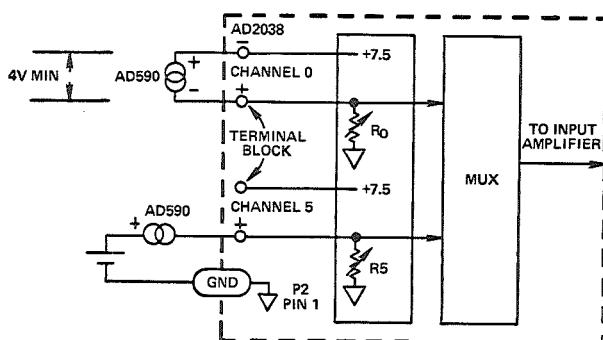 AD2038
−
+7.5
+
CHANNEL 0
4V MIN
AD590
−
+
TERMINAL
BLOCK
R0
TO INPUT
AMPLIFIER
MUX
+7.5
AD590
CHANNEL 5
+
+
R5
GND
P2
PIN 1